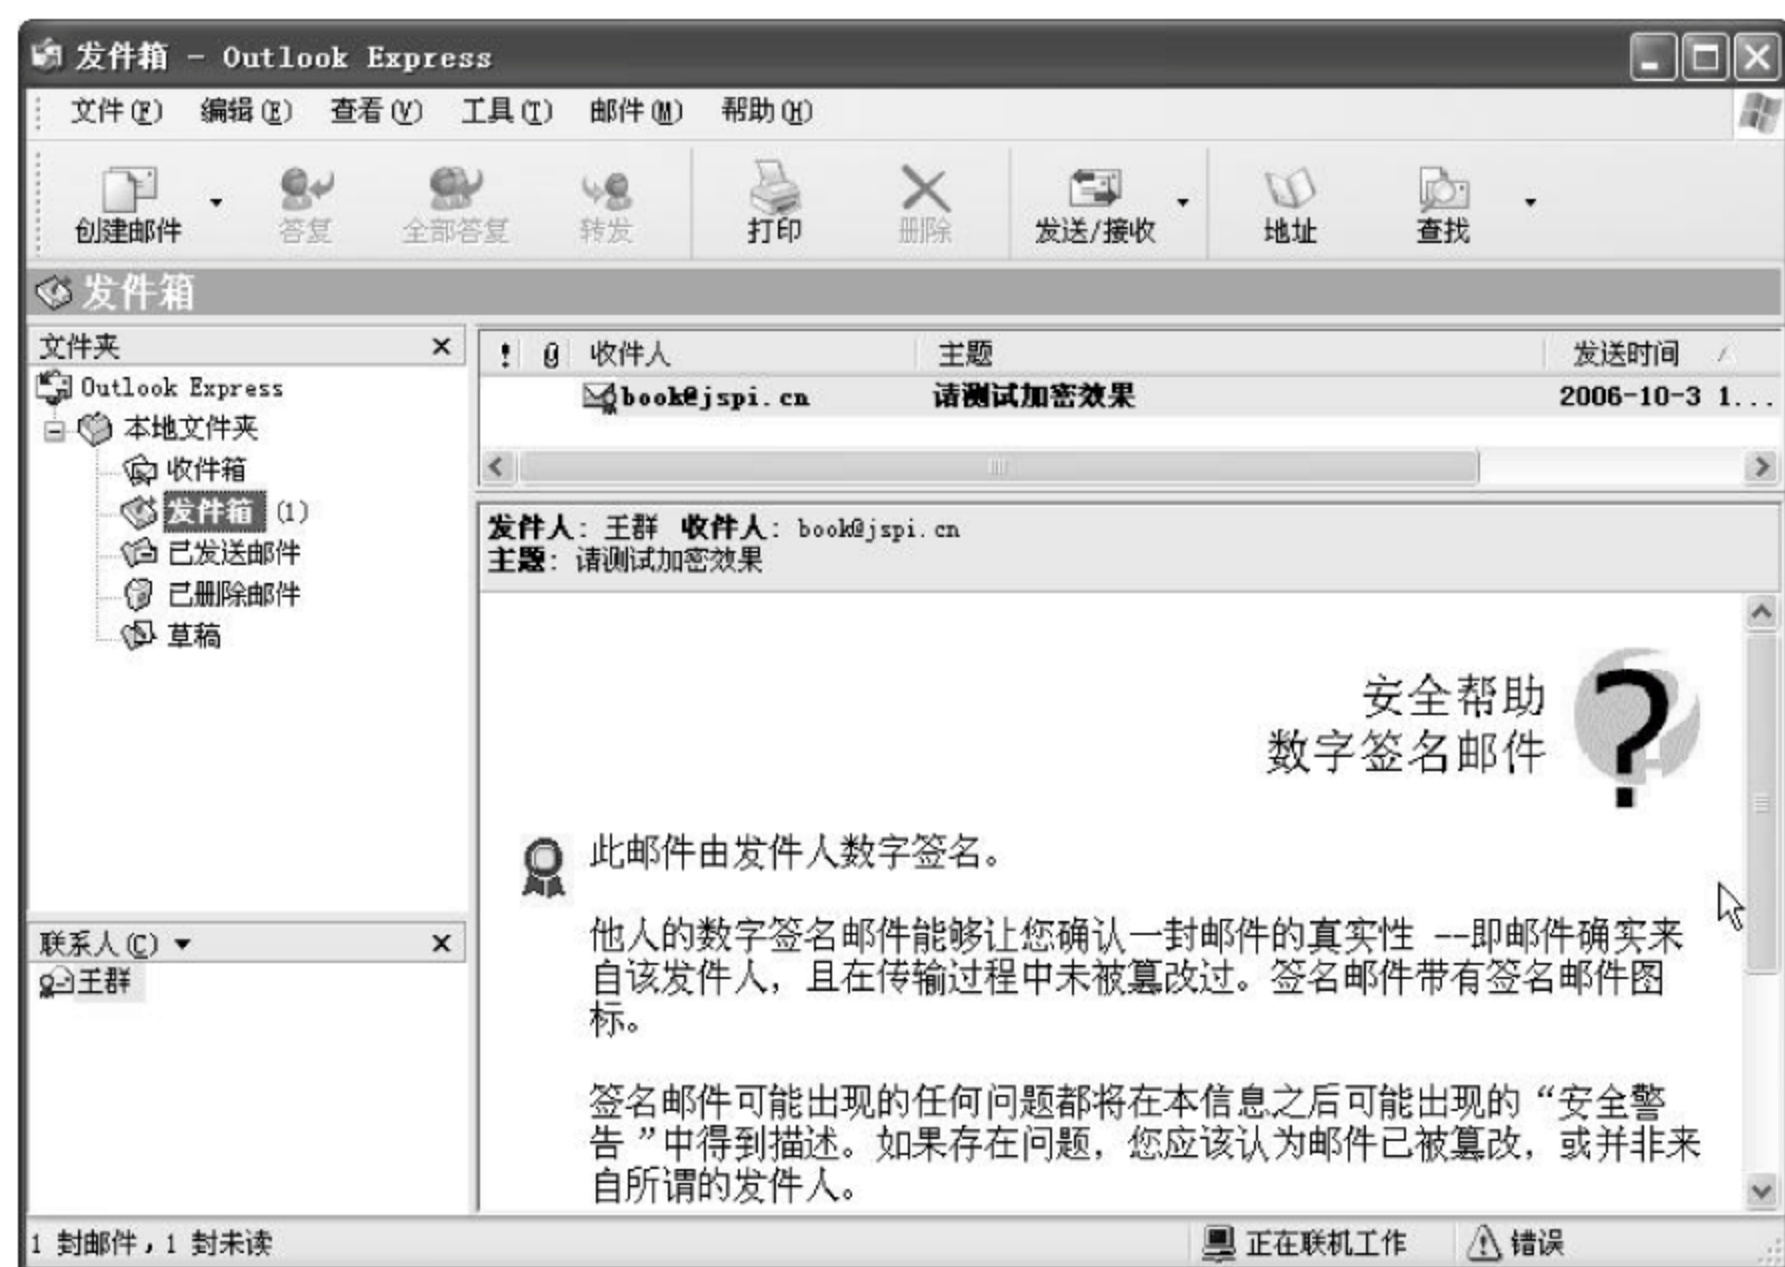 发件箱 - Outlook Express
文件(F) 编辑(E) 查看(V) 工具(T) 邮件(M) 帮助(H)
创建邮件 答复 全部答复 转发 打印 删除 发送/接收 地址 查找
发件箱
文件夹
Outlook Express
本地文件夹
收件箱
发件箱 (1)
已发送邮件
已删除邮件
草稿
联系人(C)
王群
! 收件人 主题 发送时间
book@jspi.cn 请测试加密效果 2006-10-3 1...
发件人: 王群 收件人: book@jspi.cn
主题: 请测试加密效果
安全帮助
数字签名邮件
?
此邮件由发件人数字签名。
他人的数字签名邮件能够让您确认一封邮件的真实性 --即邮件确实来
自该发件人，且在传输过程中未被篡改过。签名邮件带有签名邮件图
标。
签名邮件可能出现的任何问题都将在本信息之后可能出现的“安全警
告”中得到描述。如果存在问题，您应该认为邮件已被篡改，或并非来
自所谓的发件人。
1 封邮件，1 封未读 正在联机工作 错误